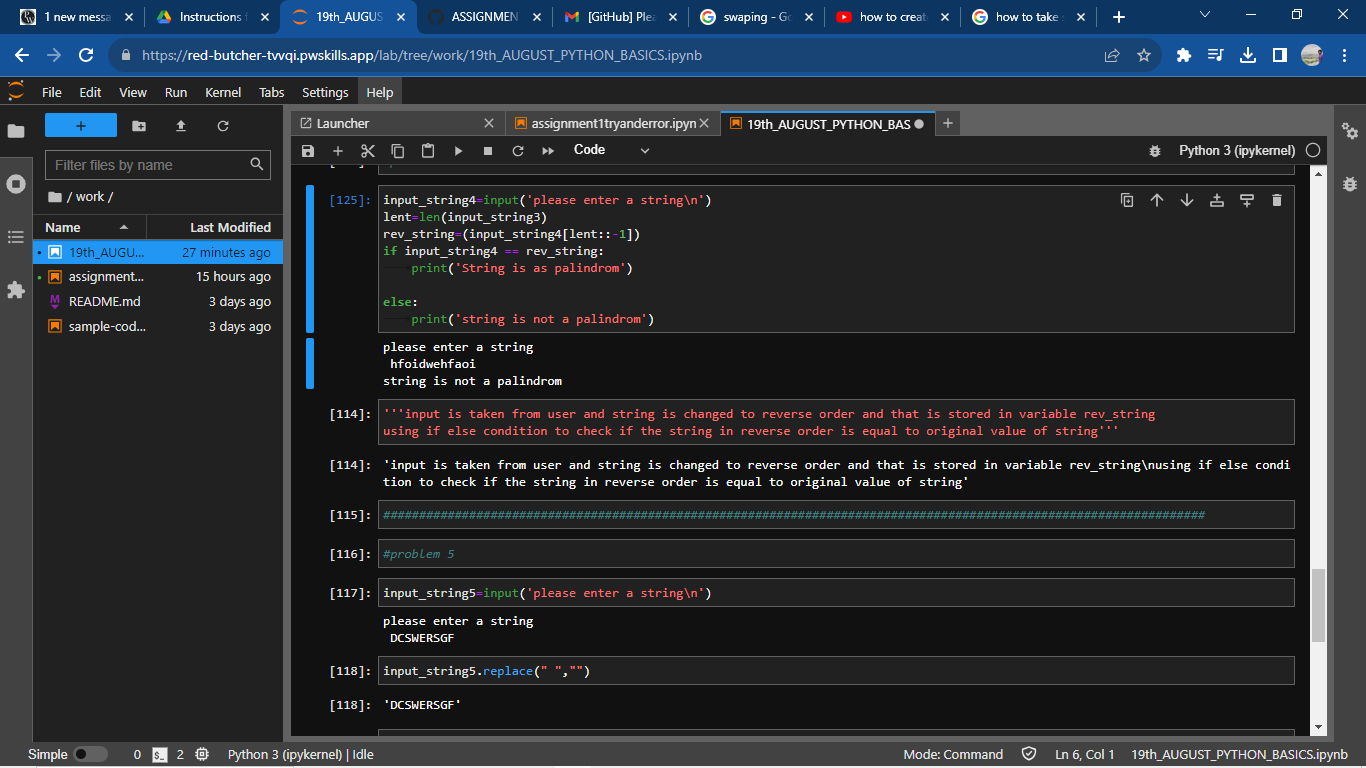 1 new messa
Instructions f
19th_AUGUS
ASSIGNMEN
[GitHub] Plea
swaping - Go
how to creat
how to take s
https://red-butcher-tvvqi.pwskills.app/lab/tree/work/19th_AUGUST_PYTHON_BASICS.ipynb
File Edit View Run Kernel Tabs Settings Help
Launcher
assignment1tryanderror.ipyn
19th_AUGUST_PYTHON_BAS
Code
Python 3 (ipykernel)
Filter files by name
/ work /
Name Last Modified
19th_AUGU... 27 minutes ago
assignment... 15 hours ago
README.md 3 days ago
sample-cod... 3 days ago
[125]: input_string4=input('please enter a string\n')
lent=len(input_string3)
rev_string=(input_string4[lent::-1])
if input_string4 == rev_string:
print('String is as palindrom')
else:
print('string is not a palindrom')
please enter a string
hfoidwehfaoi
string is not a palindrom
[114]: '''input is taken from user and string is changed to reverse order and that is stored in variable rev_string
using if else condition to check if the string in reverse order is equal to original value of string'''
[114]: 'input is taken from user and string is changed to reverse order and that is stored in variable rev_string\nusing if else condi
tion to check if the string in reverse order is equal to original value of string'
[115]: ###################################################################################################################
[116]: #problem 5
[117]: input_string5=input('please enter a string\n')
please enter a string
DCSWERSGF
[118]: input_string5.replace(" ","")
[118]: 'DCSWERSGF'
Simple 0 $_ 2 Python 3 (ipykernel) | Idle
Mode: Command Ln 6, Col 1 19th_AUGUST_PYTHON_BASICS.ipynb